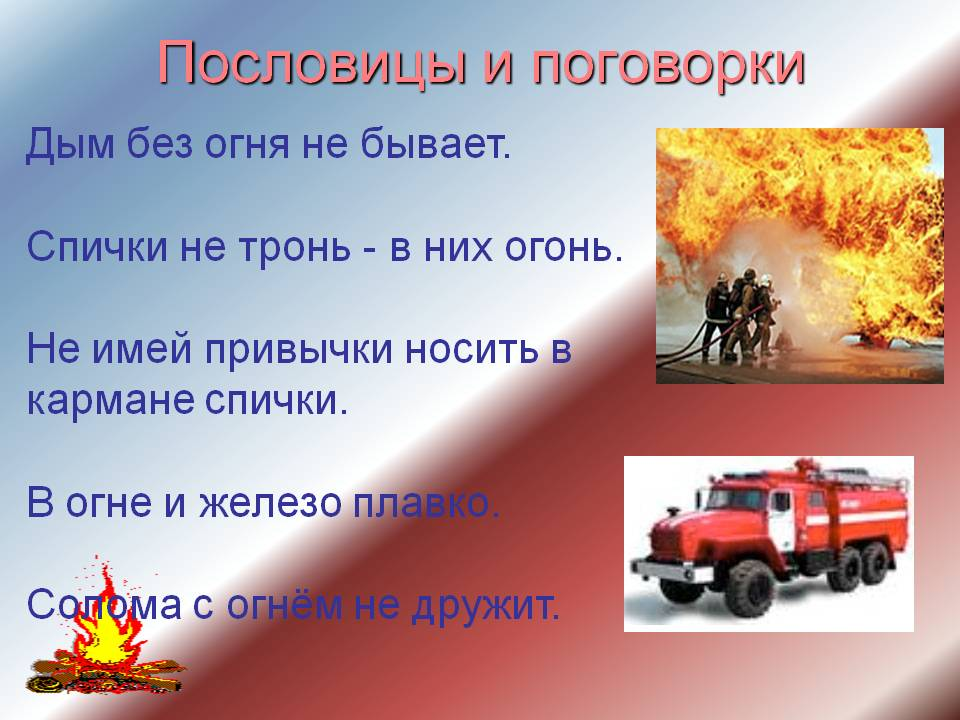 Пословицы и поговорки
Дым без огня не бывает.
Спички не тронь - в них огонь.
Не имей привычки носить в
кармане спички.
В огне и железо плавко.
Солома с огнём не дружит.